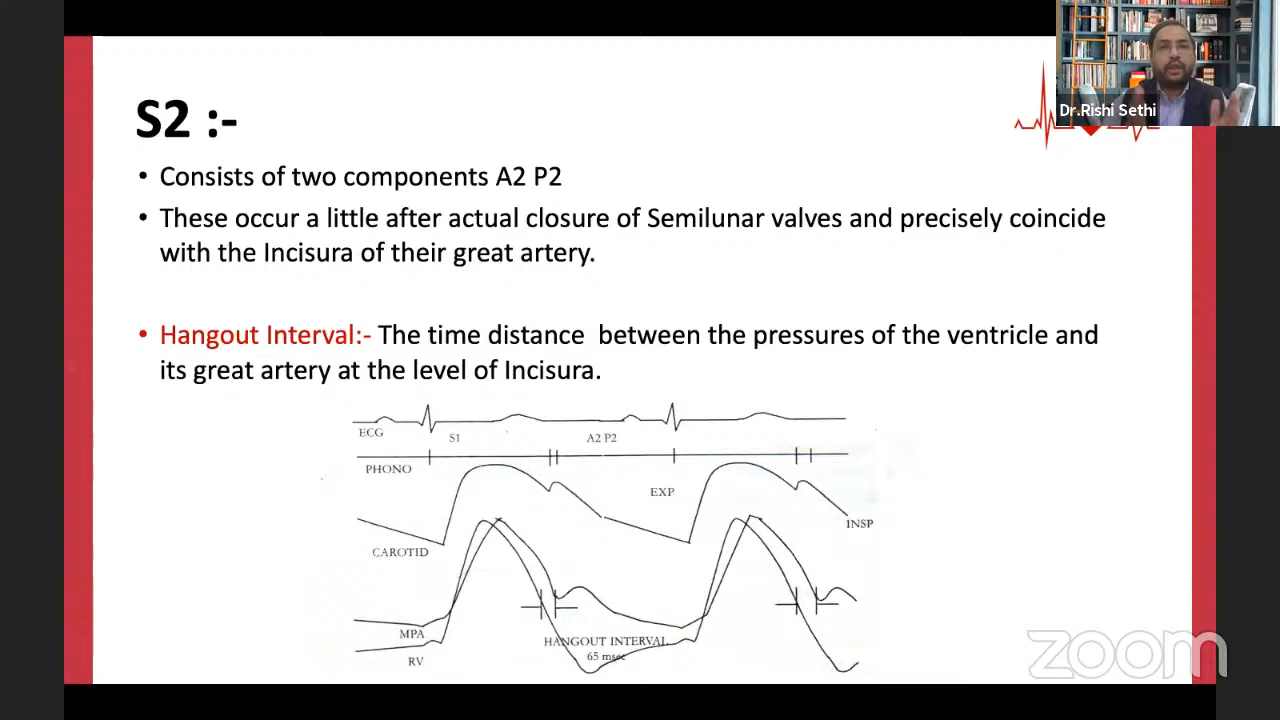 Dr.Rishi Sethi
S2 :-
• Consists of two components A2 P2
• These occur a little after actual closure of Semilunar valves and precisely coincide
with the Incisura of their great artery.
• Hangout Interval:- The time distance between the pressures of the ventricle and
its great artery at the level of Incisura.
ECG
S1
A2 P2
PHONO
EXP
INSP
CAROTID
MPA
HANGOUT INTERVAL
65 msec
RV
zoom